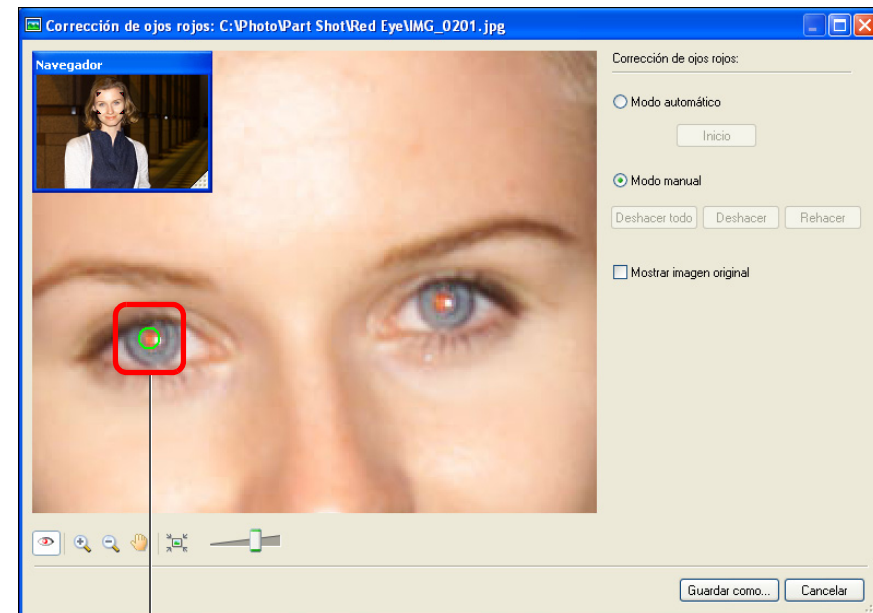 Corrección de ojos rojos: C:\Photo\Part Shot\Red Eye\IMG_0201.jpg
Navegador
Corrección de ojos rojos:
Modo automático
Inicio
Modo manual
Deshacer todo Deshacer Rehacer
Mostrar imagen original
Guardar como... Cancelar